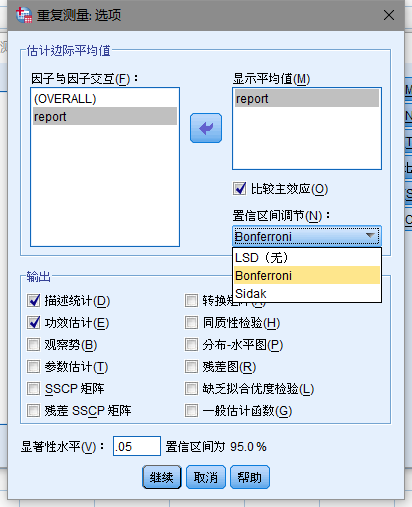 重复测量: 选项
估计边际平均值
因子与因子交互(F)：
(OVERALL)
report
显示平均值(M)
report
比较主效应(O)
置信区间调节(N)：
Bonferroni
LSD（无）
Bonferroni
Sidak
输出
描述统计(D)
功效估计(E)
观察势(B)
参数估计(T)
SSCP 矩阵
残差 SSCP 矩阵
同质性检验(H)
分布-水平图(P)
残差图(R)
缺乏拟合优度检验(L)
一般估计函数(G)
显著性水平(V)： .05 置信区间为 95.0 %
继续 取消 帮助